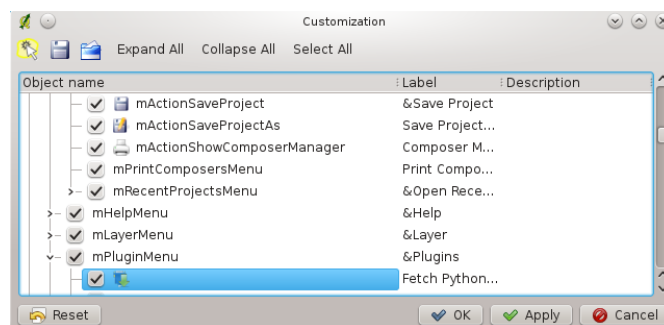 Customization
Expand All Collapse All Select All
Object name Label Description
mActionSaveProject &Save Project
mActionSaveProjectAs Save Project...
mActionShowComposerManager Composer M...
mPrintComposersMenu Print Compo...
mRecentProjectsMenu &Open Rece...
mHelpMenu &Help
mLayerMenu &Layer
mPluginMenu &Plugins
Fetch Python...
Reset OK Apply Cancel